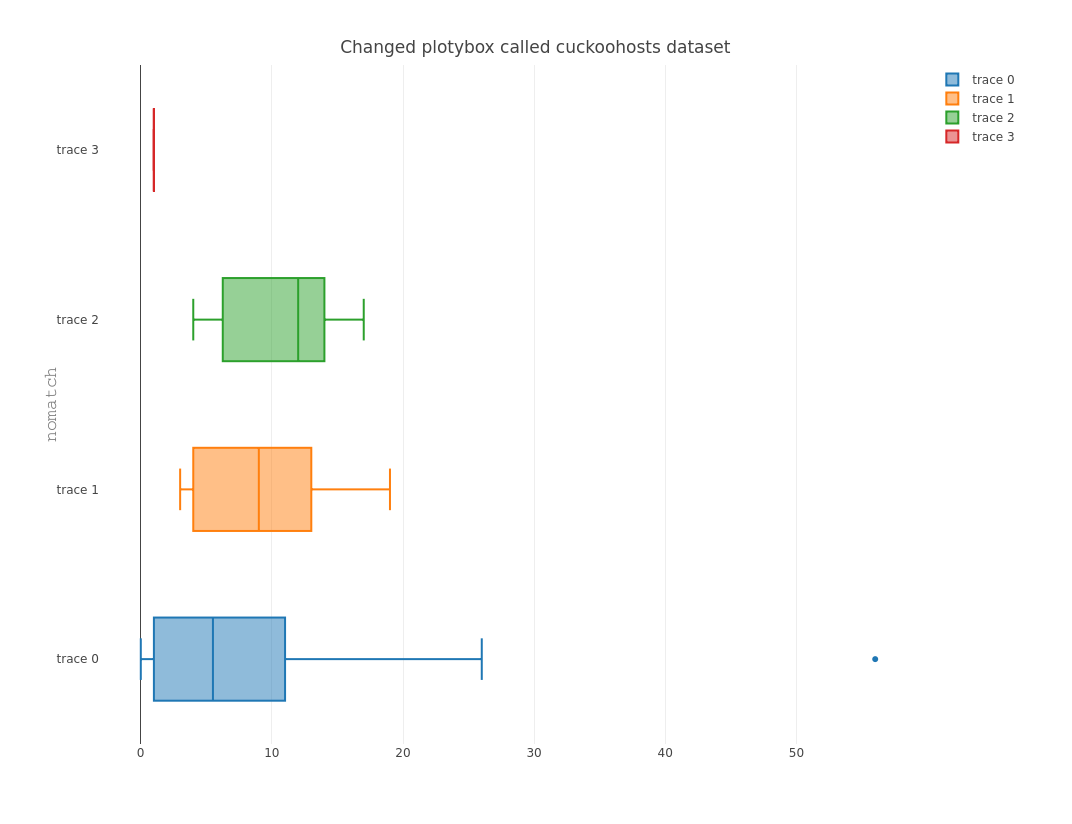 Changed plotybox called cuckoohosts dataset
trace 0
trace 1
trace 2
trace 3
trace 3
trace 2
trace 1
trace 0
nomatch
0 10 20 30 40 50